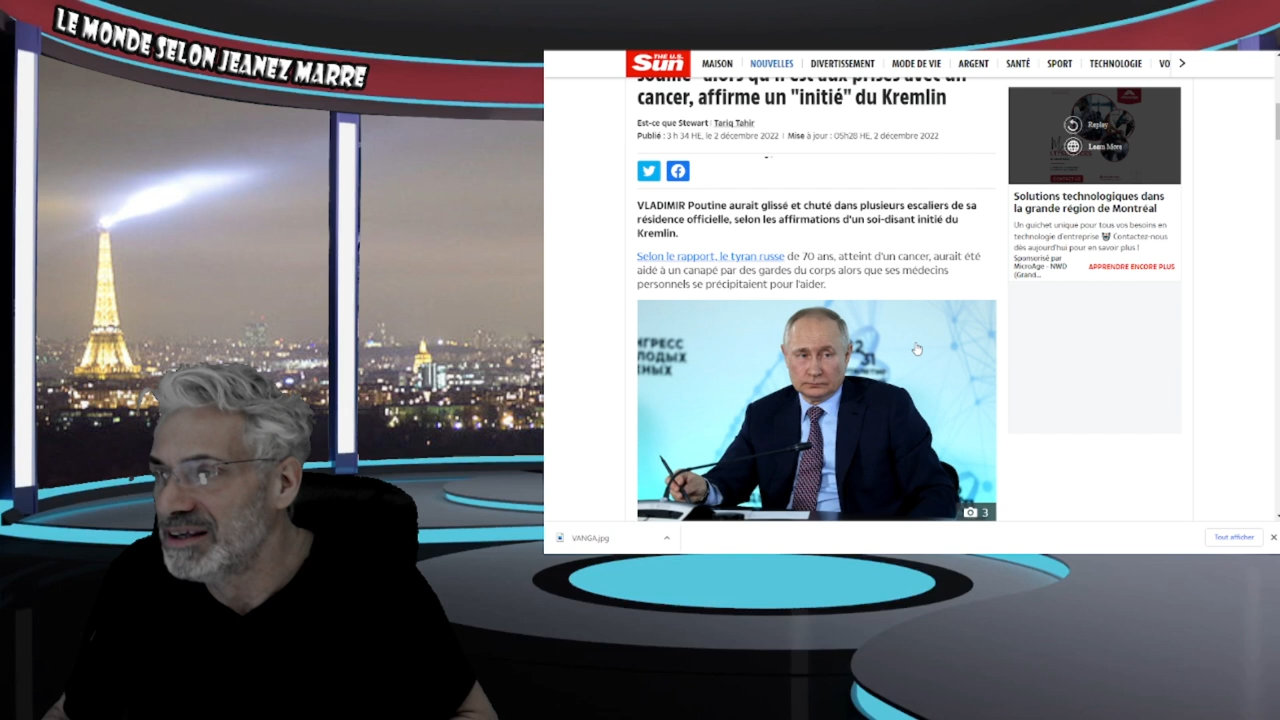 LE MONDE SELON JEANEZ MARRE
THE U.S. Sun
MAISON NOUVELLES DIVERTISSEMENT MODE DE VIE ARGENT SANTÉ SPORT TECHNOLOGIE VO
cancer, affirme un "initié" du Kremlin
Est-ce que Stewart Tariq Tahir
Publié : 3 h 34 HE, le 2 décembre 2022 | Mise à jour : 05h28 HE, 2 décembre 2022
VLADIMIR Poutine aurait glissé et chuté dans plusieurs escaliers de sa
résidence officielle, selon les affirmations d'un soi-disant initié du
Kremlin.
Selon le rapport, le tyran russe de 70 ans, atteint d'un cancer, aurait été
aidé à un canapé par des gardes du corps alors que ses médecins
personnels se précipitaient pour l'aider.
НГРЕСС
ЛОДЫХ
ЕНЫХ
3
Replay
Learn More
Solutions technologiques dans
la grande région de Montréal
Un guichet unique pour tous vos besoins en
technologie d'entreprise Contactez-nous
dès aujourd'hui pour en savoir plus !
Sponsorisé par
MicroAge - NWD
(Grand...
APPRENDRE ENCORE PLUS
VANGA.jpg
Tout afficher